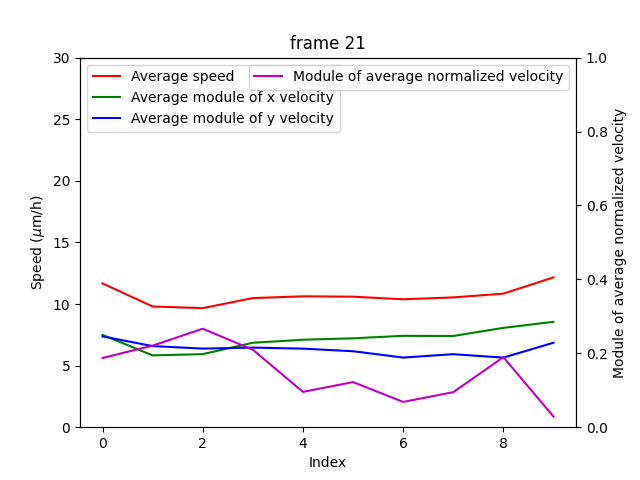 frame 21
Average speed
Average module of x velocity
Average module of y velocity
Module of average normalized velocity
30
25
20
15
10
5
0
Speed (μm/h)
1.0
0.8
0.6
0.4
0.2
0.0
Module of average normalized velocity
0 2 4 6 8
Index